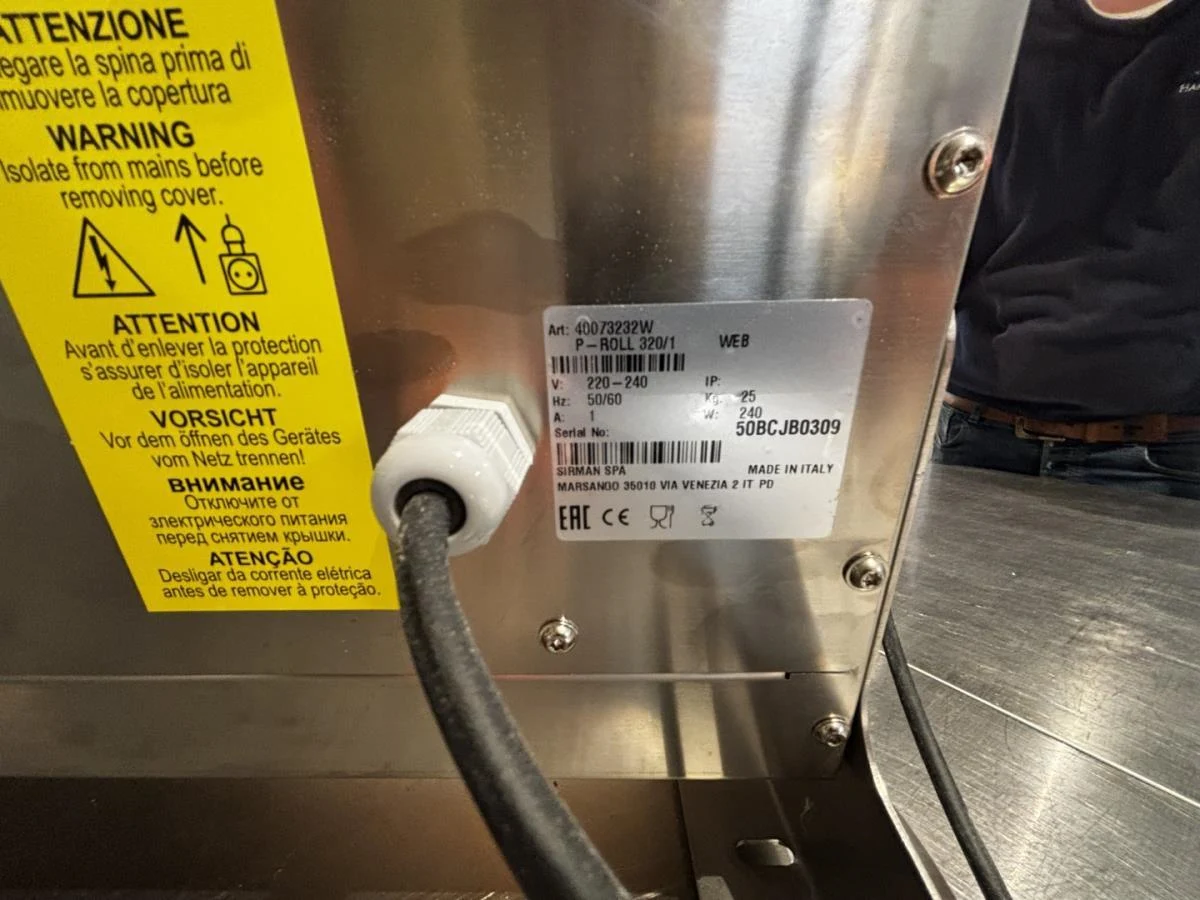 ATTENZIONE
egare la spina prima di
muovere la copertura
WARNING
Isolate from mains before
removing cover.
ATTENTION
Avant d'enlever la protection
s'assurer d'isoler l'appareil
de l'alimentation.
VORSICHT
Vor dem öffnen des Gerätes
vom Netz trennen!
внимание
Отключите от
злектрического питания
перед снятием крышки.
ATENÇÃO
Desligar da corrente elétrica
antes de remover à proteção.
Art: 40073232W
P-ROLL 320/1 WEB
V: 220-240 IP:
Hz: 50/60 Kg. 25
A: 1 W: 240
Serial No: 50BCJB0309
SIRMAN SPA MADE IN ITALY
MARSANGO 35010 VIA VENEZIA 2 IT PD
EAC CE